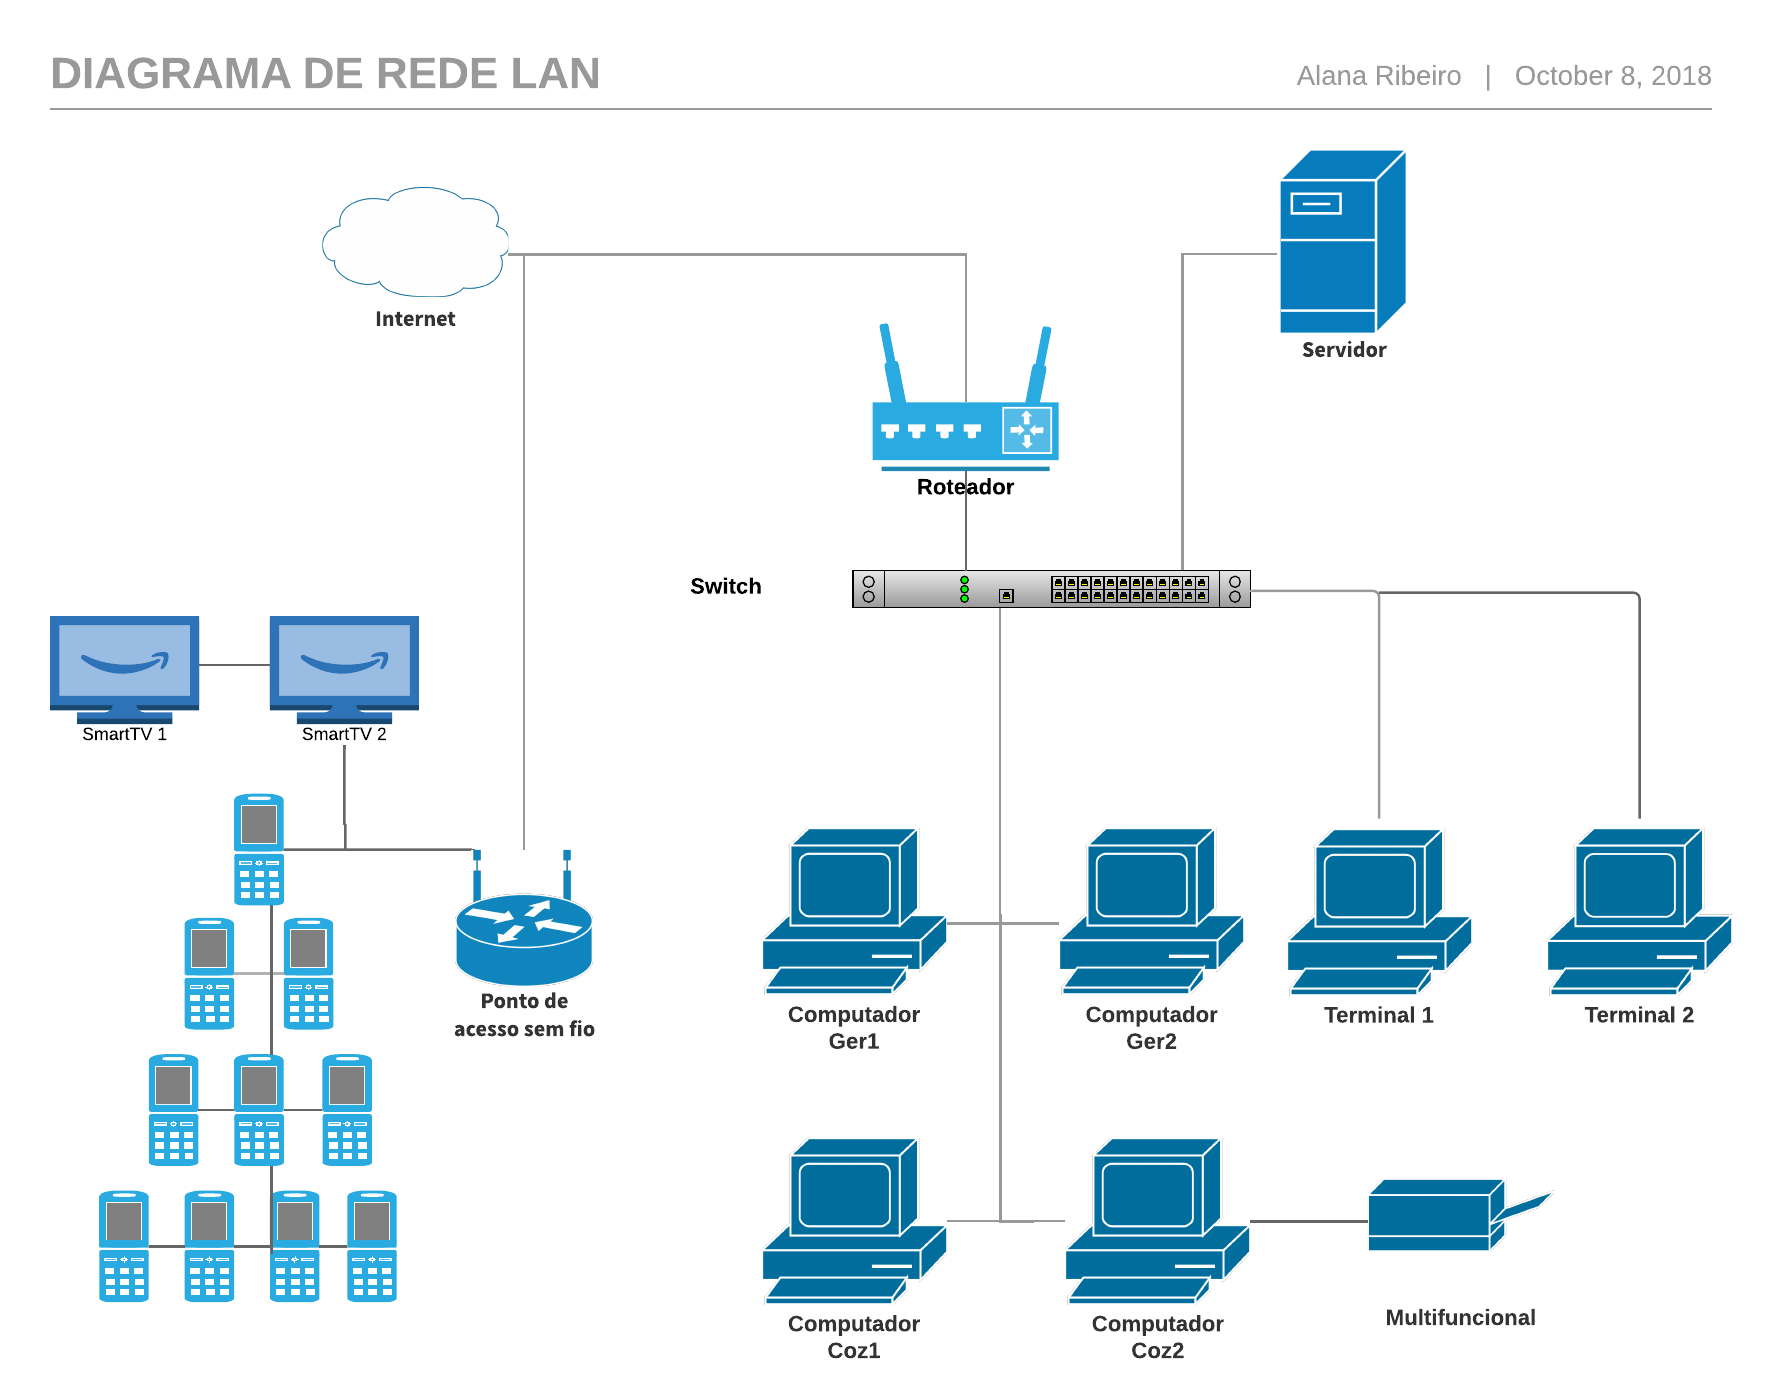 DIAGRAMA DE REDE LAN
Alana Ribeiro | October 8, 2018
Internet
Servidor
Roteador
Switch
SmartTV 1
SmartTV 2
Ponto de
acesso sem fio
Computador
Ger1
Computador
Ger2
Terminal 1
Terminal 2
Computador
Coz1
Computador
Coz2
Multifuncional